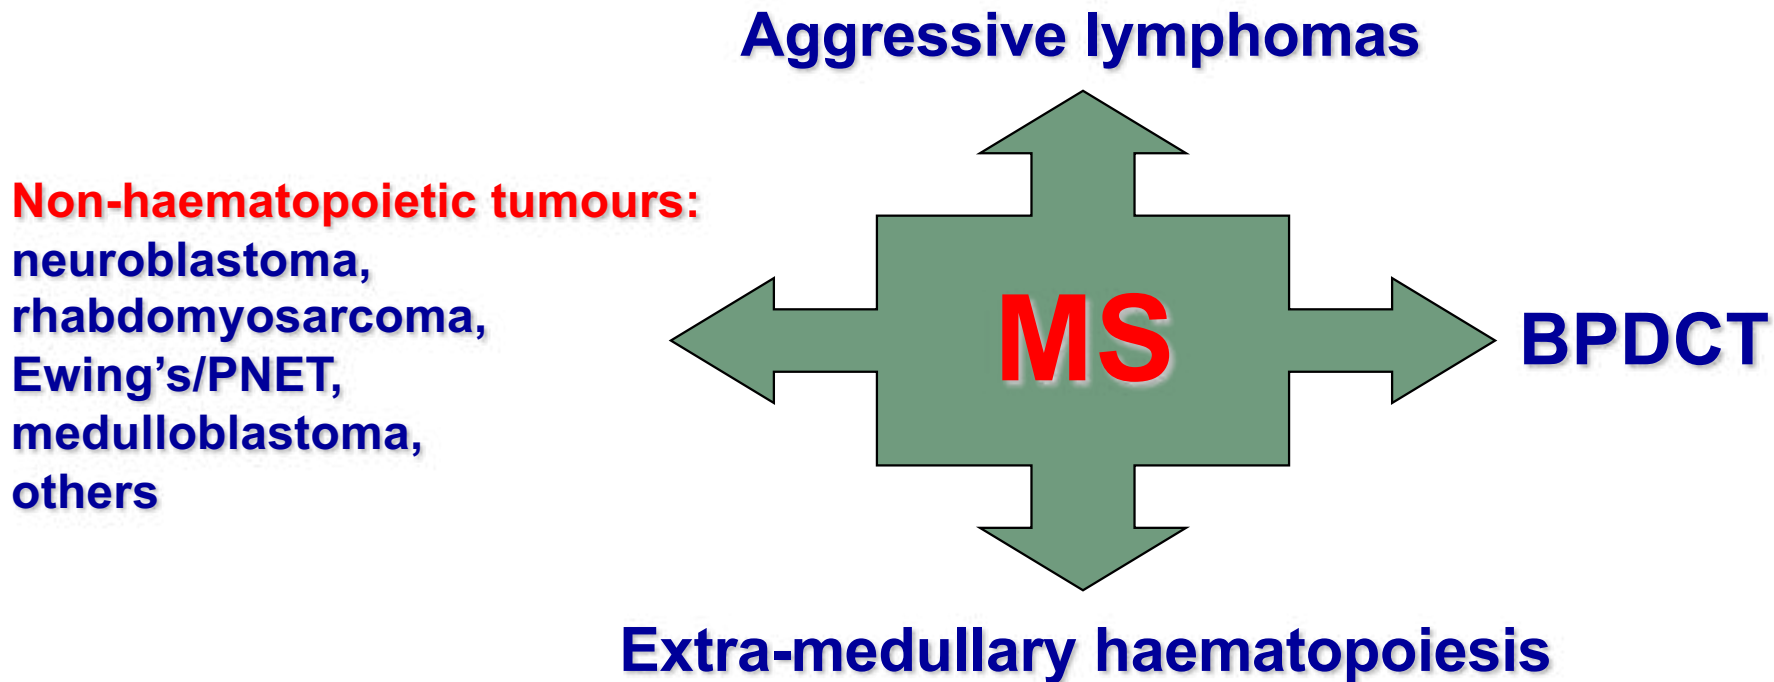 Aggressive lymphomas
Non-haematopoietic tumours:
neuroblastoma,
rhabdomyosarcoma,
Ewing’s/PNET,
medulloblastoma,
others
MS
BPDCT
Extra-medullary haematopoiesis